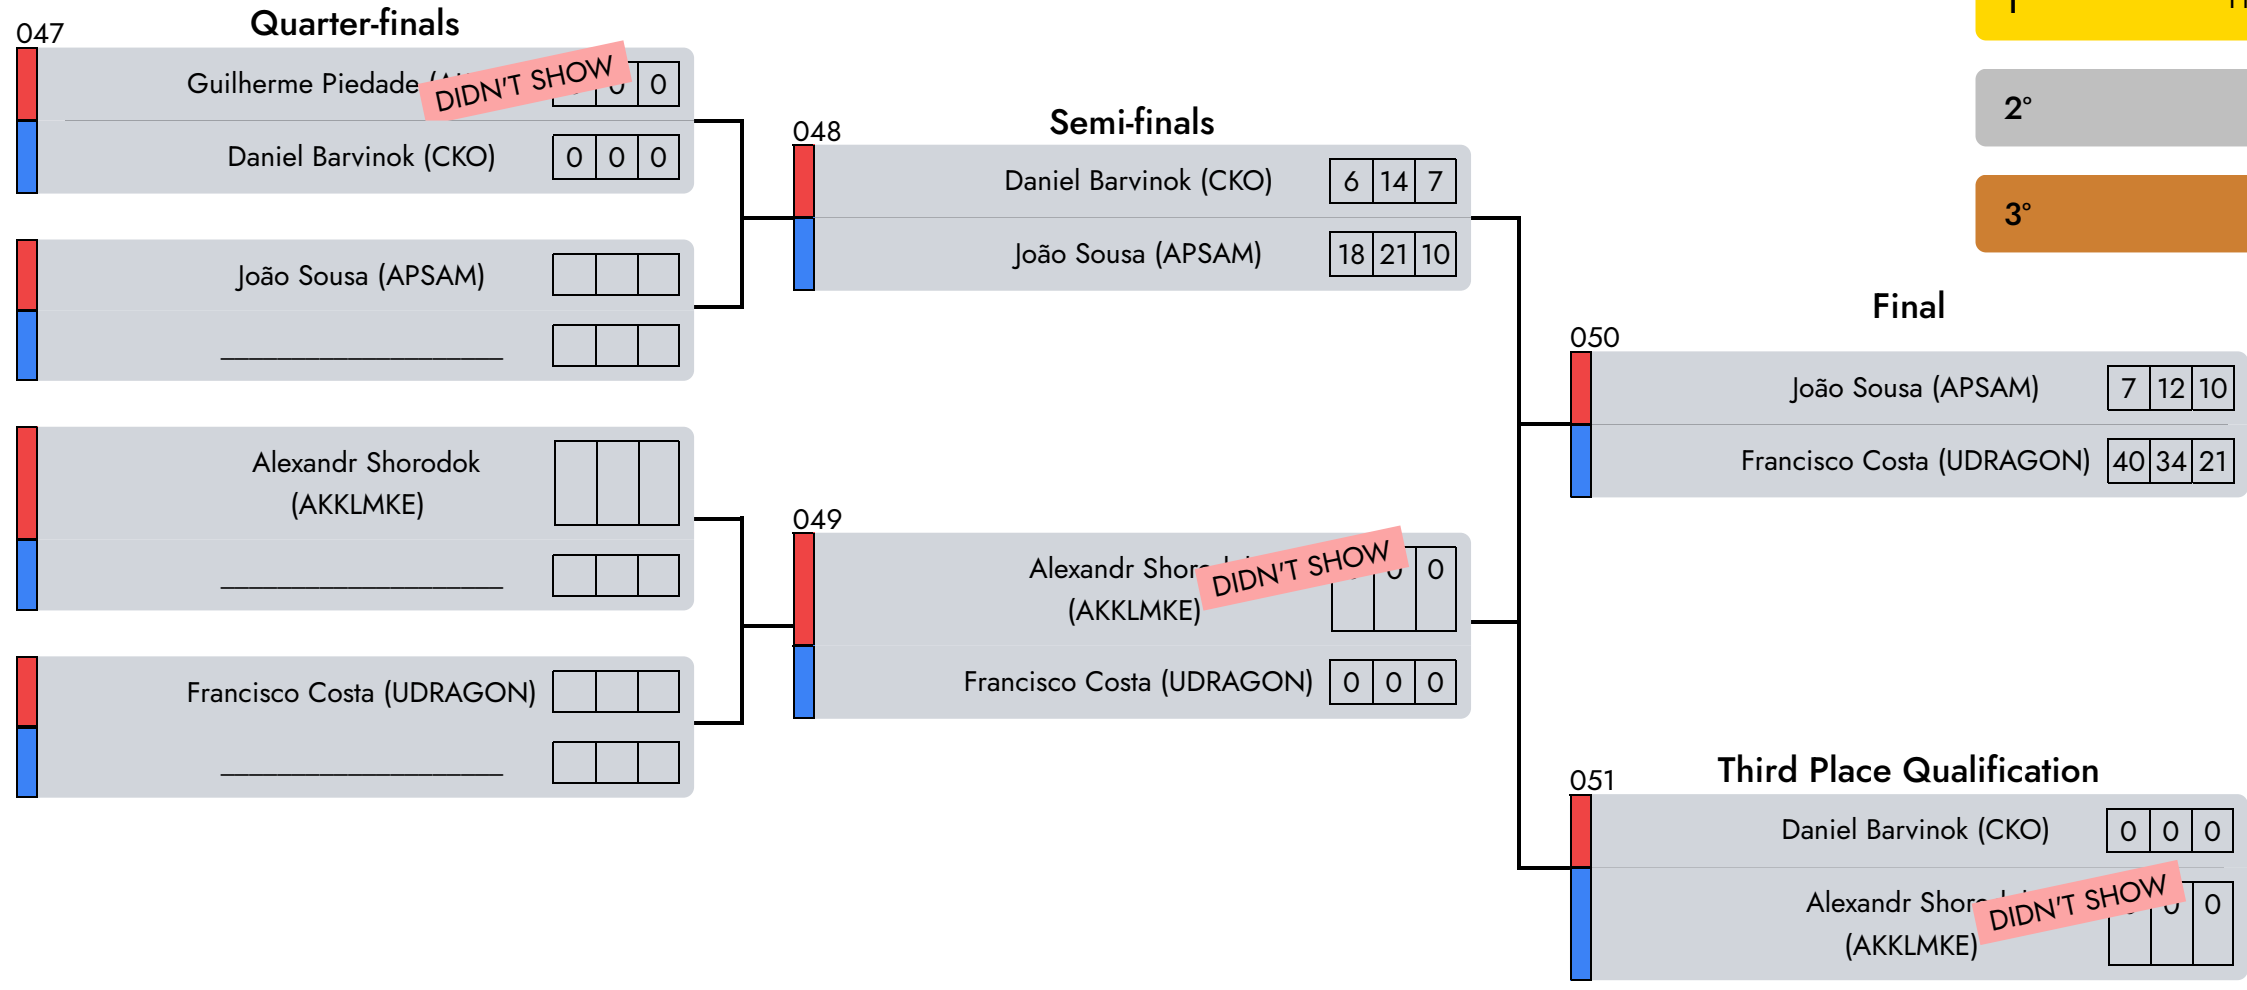 Quarter-finals
047
Guilherme Piedade
DIDN'T SHOW
0
Daniel Barvinok (CKO) 0 0 0
João Sousa (APSAM)
Alexandr Shorodok
(AKKLMKE)
Francisco Costa (UDRAGON)
Semi-finals
048
Daniel Barvinok (CKO) 6 14 7
João Sousa (APSAM) 18 21 10
049
Alexandr
DIDN'T SHOW
0 0
(AKKLMKE)
Francisco Costa (UDRAGON) 0 0 0
2°
3°
Final
050
João Sousa (APSAM) 7 12 10
Francisco Costa (UDRAGON) 40 34 21
Third Place Qualification
051
Daniel Barvinok (CKO) 0 0 0
Alexandr
DIDN'T SHOW
0 0
(AKKLMKE)